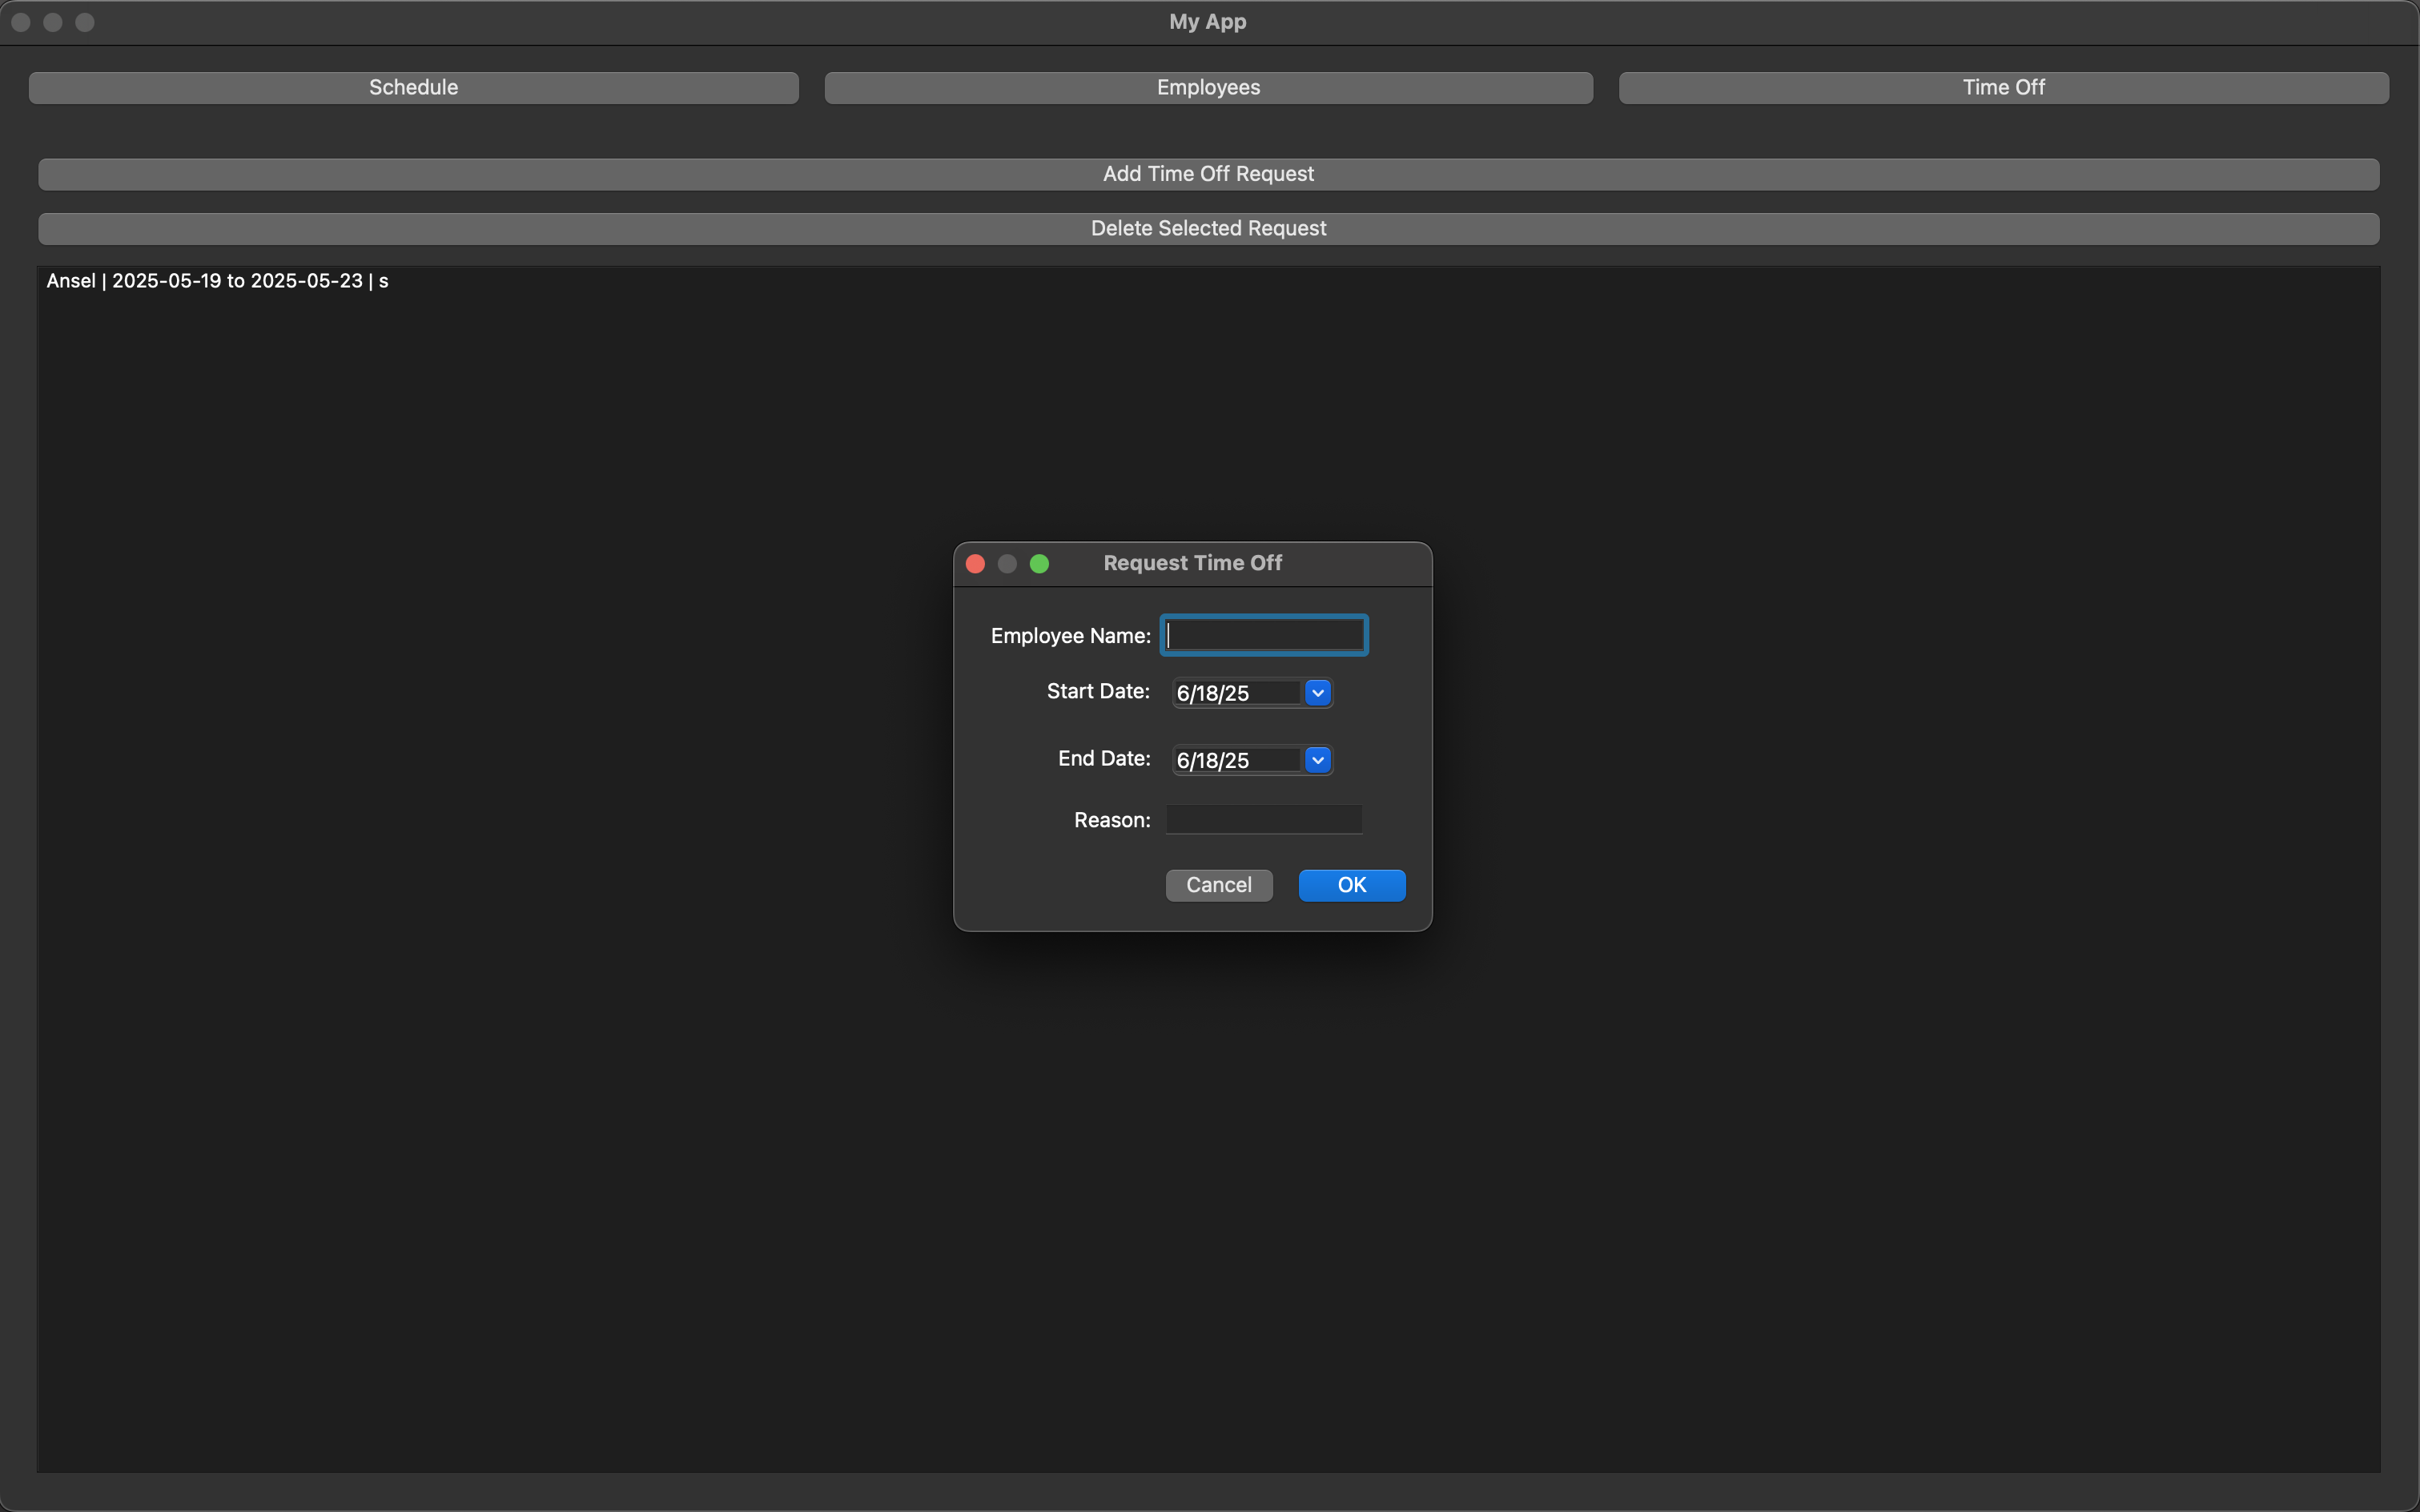 My App
Schedule Employees Time Off
Add Time Off Request
Delete Selected Request
Ansel | 2025-05-19 to 2025-05-23 | s
Request Time Off
Employee Name:
Start Date: 6/18/25
End Date: 6/18/25
Reason:
Cancel OK